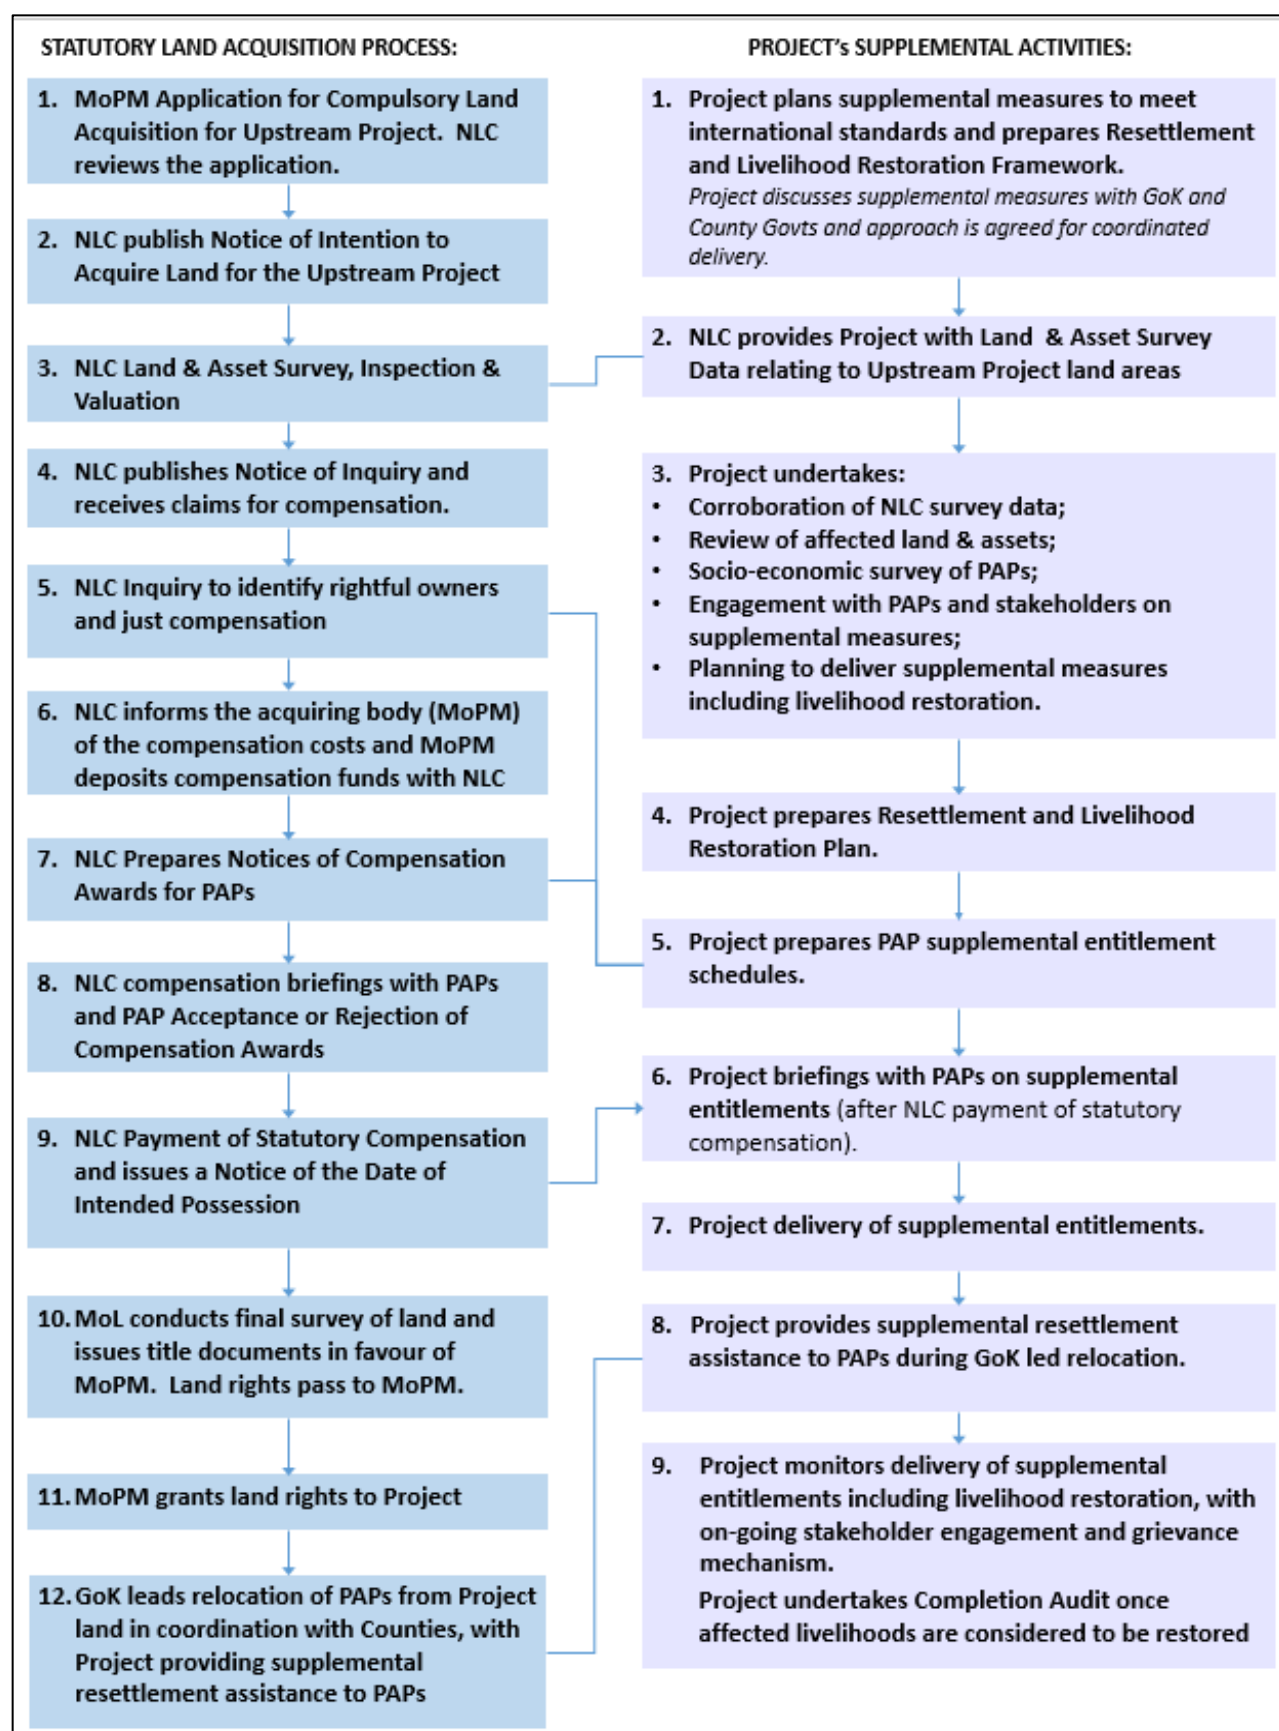 STATUTORY LAND ACQUISITION PROCESS:
1. MoPM Application for Compulsory Land
Acquisition for Upstream Project. NLC
reviews the application.
2. NLC publish Notice of Intention to
Acquire Land for the Upstream Project
3. NLC Land & Asset Survey, Inspection &
Valuation
4. NLC publishes Notice of Inquiry and
receives claims for compensation.
5. NLC Inquiry to identify rightful owners
and just compensation
6. NLC informs the acquiring body (MoPM)
of the compensation costs and MoPM
deposits compensation funds with NLC
7. NLC Prepares Notices of Compensation
Awards for PAPs
8. NLC compensation briefings with PAPs
and PAP Acceptance or Rejection of
Compensation Awards
9. NLC Payment of Statutory Compensation
and issues a Notice of the Date of
Intended Possession
10. MoL conducts final survey of land and
issues title documents in favour of
MoPM. Land rights pass to MoPM.
11. MoPM grants land rights to Project
12. GoK leads relocation of PAPs from Project
land in coordination with Counties, with
Project providing supplemental
resettlement assistance to PAPs
PROJECT's SUPPLEMENTAL ACTIVITIES:
1. Project plans supplemental measures to meet
international standards and prepares Resettlement
and Livelihood Restoration Framework.
Project discusses supplemental measures with GoK and
County Govts and approach is agreed for coordinated
delivery.
2. NLC provides Project with Land & Asset Survey
Data relating to Upstream Project land areas
3. Project undertakes:
• Corroboration of NLC survey data;
• Review of affected land & assets;
• Socio-economic survey of PAPs;
• Engagement with PAPs and stakeholders on
supplemental measures;
• Planning to deliver supplemental measures
including livelihood restoration.
4. Project prepares Resettlement and Livelihood
Restoration Plan.
5. Project prepares PAP supplemental entitlement
schedules.
6. Project briefings with PAPs on supplemental
entitlements (after NLC payment of statutory
compensation).
7. Project delivery of supplemental entitlements.
8. Project provides supplemental resettlement
assistance to PAPs during GoK led relocation.
9. Project monitors delivery of supplemental
entitlements including livelihood restoration, with
on-going stakeholder engagement and grievance
mechanism.
Project undertakes Completion Audit once
affected livelihoods are considered to be restored